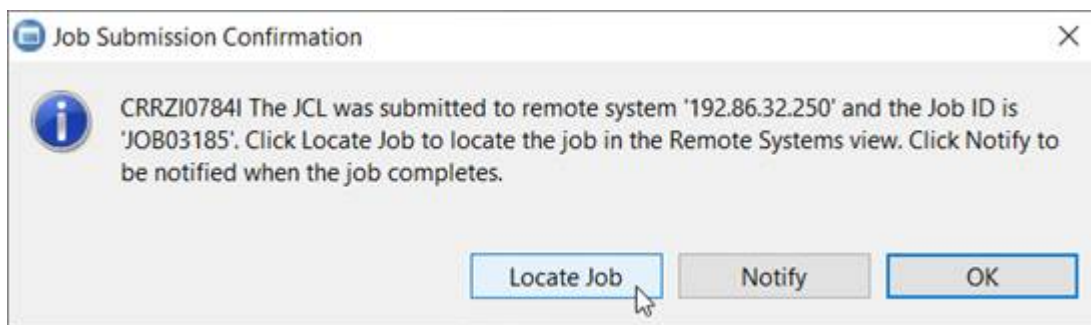 Job Submission Confirmation
CRRZI0784I The JCL was submitted to remote system '192.86.32.250' and the Job ID is
'JOB03185'. Click Locate Job to locate the job in the Remote Systems view. Click Notify to
be notified when the job completes.
Locate Job Notify OK